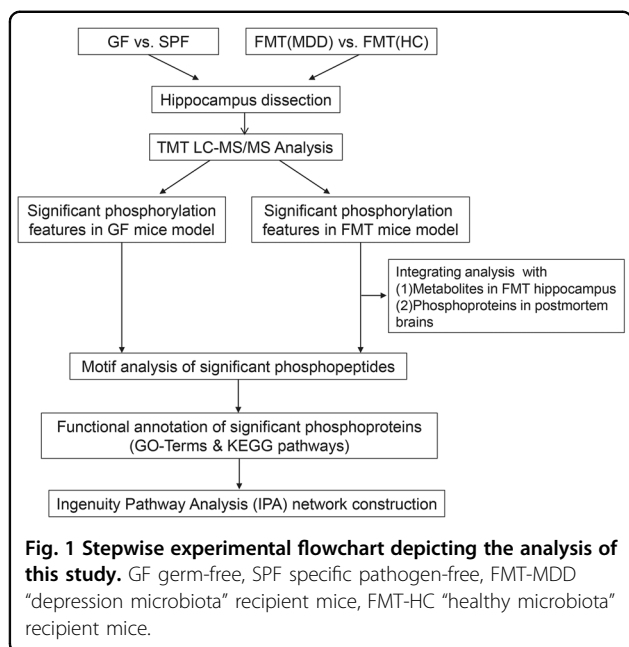 GF vs. SPF
FMT(MDD) vs. FMT(HC)
Hippocampus dissection
TMT LC-MS/MS Analysis
Significant phosphorylation
features in GF mice model
Significant phosphorylation
features in FMT mice model
Integrating analysis with
(1)Metabolites in FMT hippocampus
(2)Phosphoproteins in postmortem
brains
Motif analysis of significant phosphopeptides
Functional annotation of significant phosphoproteins
(GO-Terms & KEGG pathways)
Ingenuity Pathway Analysis (IPA) network construction
Fig. 1 Stepwise experimental flowchart depicting the analysis of
this study. GF germ-free, SPF specific pathogen-free, FMT-MDD
“depression microbiota” recipient mice, FMT-HC “healthy microbiota”
recipient mice.